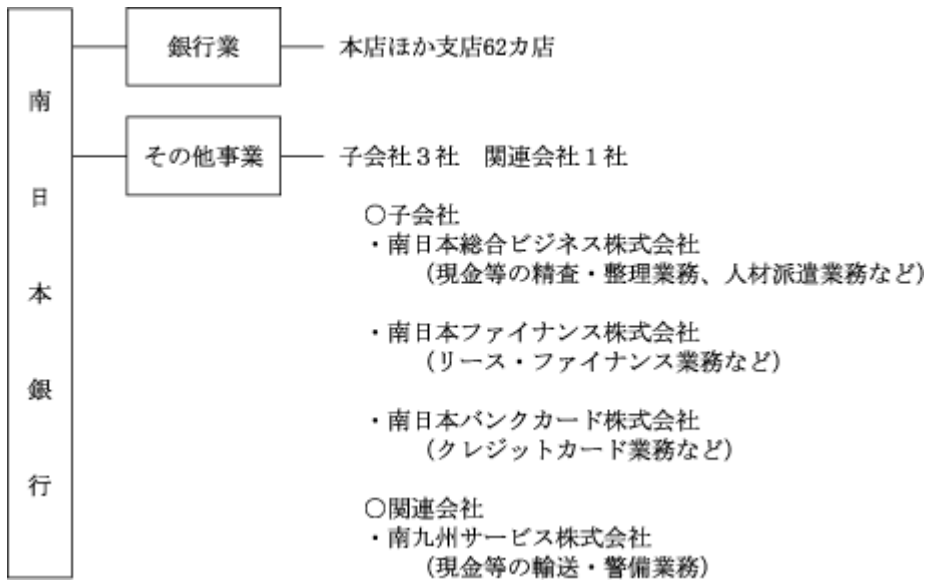 南日本銀行
銀行業
本店ほか支店62カ店
その他事業
子会社3社　関連会社1社
○子会社
・南日本総合ビジネス株式会社
（現金等の精査・整理業務、人材派遣業務など）
・南日本ファイナンス株式会社
（リース・ファイナンス業務など）
・南日本バンクカード株式会社
（クレジットカード業務など）
○関連会社
・南九州サービス株式会社
（現金等の輸送・警備業務）